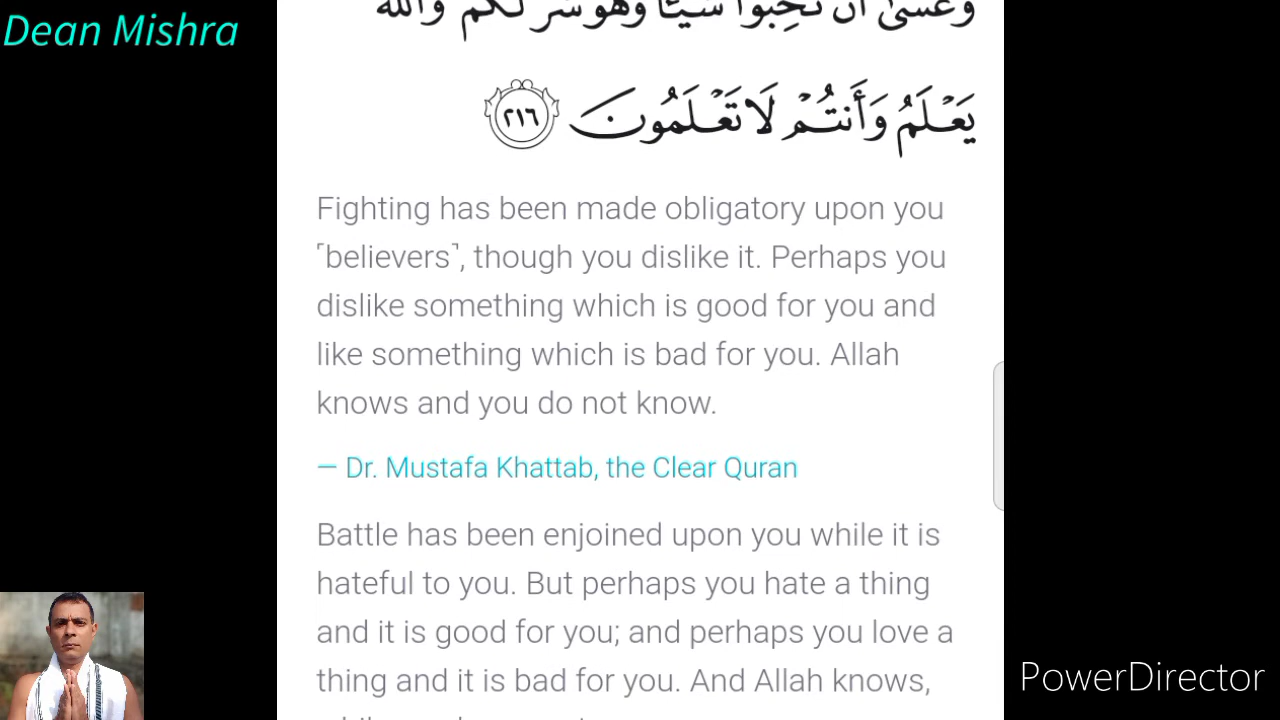 Dean Mishra
وَعَسَىٰ أَن تُحِبُّوا شَيْـًٔا وَهُوَ شَرٌّ لَّكُمْ وَاللَّهُ
يَعْلَمُ وَأَنتُمْ لَا تَعْلَمُونَ ٢١٦
Fighting has been made obligatory upon you
˹believers˺, though you dislike it. Perhaps you
dislike something which is good for you and
like something which is bad for you. Allah
knows and you do not know.
— Dr. Mustafa Khattab, the Clear Quran
Battle has been enjoined upon you while it is
hateful to you. But perhaps you hate a thing
and it is good for you; and perhaps you love a
thing and it is bad for you. And Allah knows,
PowerDirector